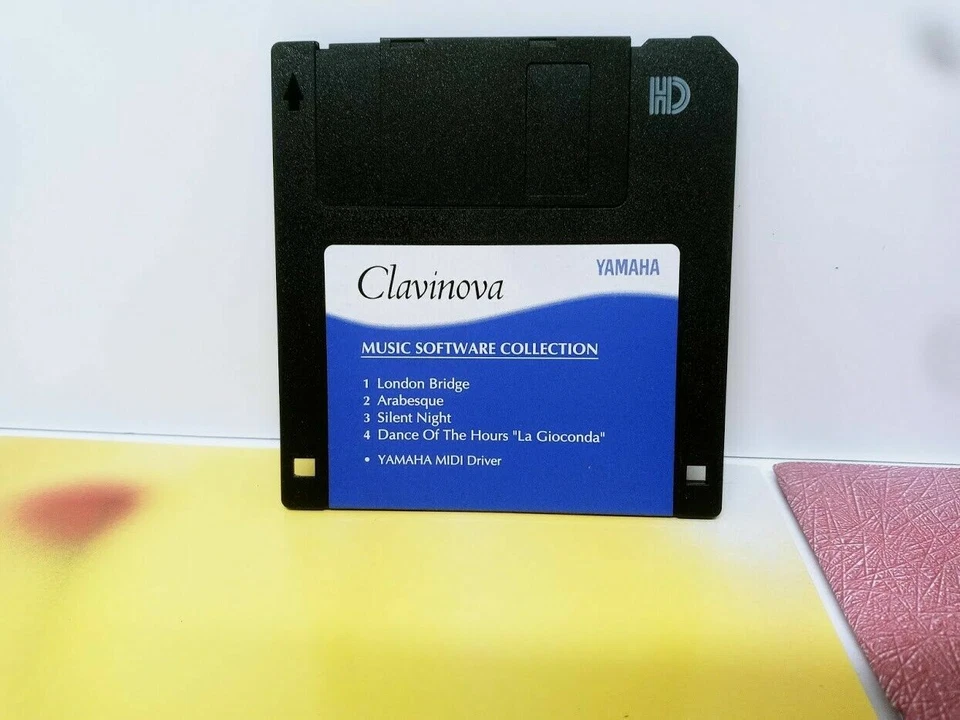 HD
Clavinova
YAMAHA
MUSIC SOFTWARE COLLECTION
1 London Bridge
2 Arabesque
3 Silent Night
4 Dance Of The Hours "La Gioconda"
• YAMAHA MIDI Driver